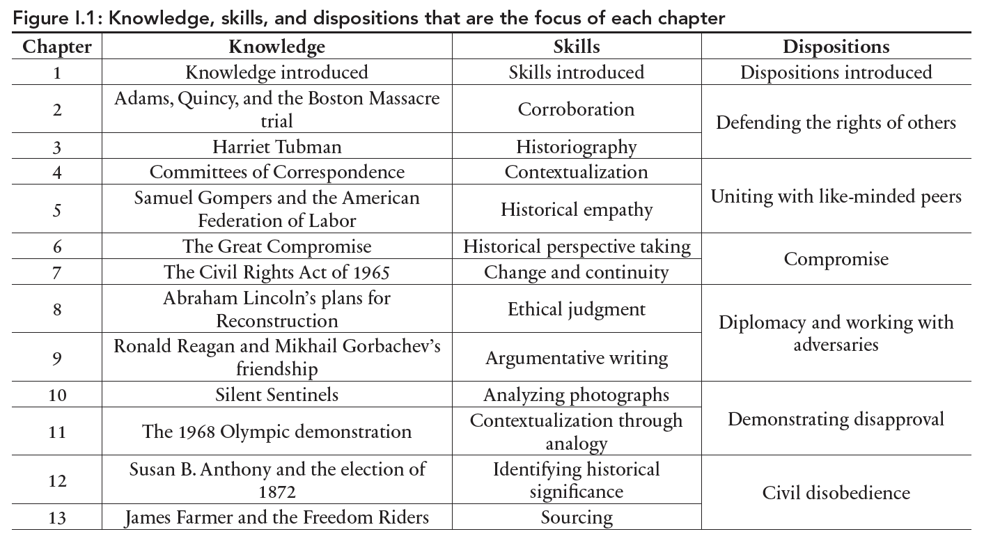 Figure I.1: Knowledge, skills, and dispositions that are the focus of each chapter
Chapter Knowledge Skills Dispositions
1 Knowledge introduced Skills introduced Dispositions introduced
2 Adams, Quincy, and the Boston Massacre
trial
Corroboration
Defending the rights of others
3 Harriet Tubman Historiography
4 Committees of Correspondence Contextualization
Uniting with like-minded peers
5 Samuel Gompers and the American
Federation of Labor
Historical empathy
6 The Great Compromise Historical perspective taking
Compromise
7 The Civil Rights Act of 1965 Change and continuity
8 Abraham Lincoln’s plans for
Reconstruction
Ethical judgment
Diplomacy and working with
adversaries
9 Ronald Reagan and Mikhail Gorbachev’s
friendship
Argumentative writing
10 Silent Sentinels Analyzing photographs
Demonstrating disapproval
11 The 1968 Olympic demonstration
Contextualization through
analogy
12 Susan B. Anthony and the election of
1872
Identifying historical
significance
Civil disobedience
13 James Farmer and the Freedom Riders Sourcing